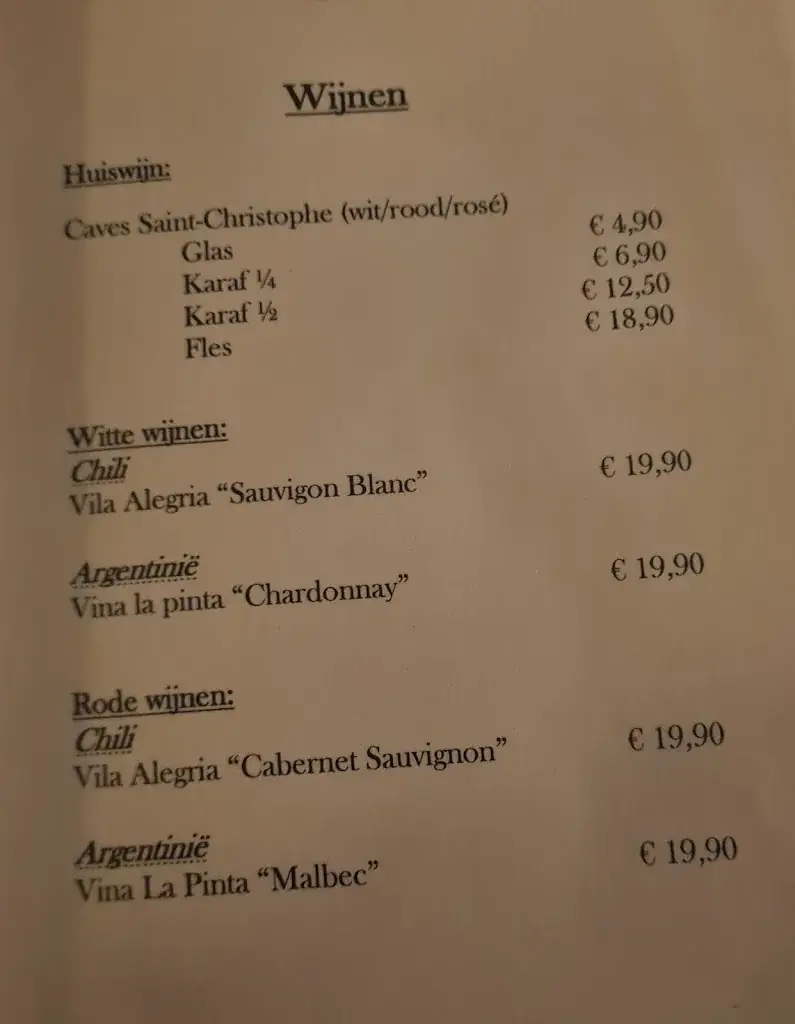 Wijnen
Huiswijn:
Caves Saint-Christophe (wit/rood/rosé)
Glas € 4,90
Karaf ¼ € 6,90
Karaf ½ € 12,50
Fles € 18,90
Witte wijnen:
Chili
Vila Alegria “Sauvigon Blanc” € 19,90
Argentinië
Vina la pinta “Chardonnay” € 19,90
Rode wijnen:
Chili
Vila Alegria “Cabernet Sauvignon” € 19,90
Argentinië
Vina La Pinta “Malbec” € 19,90